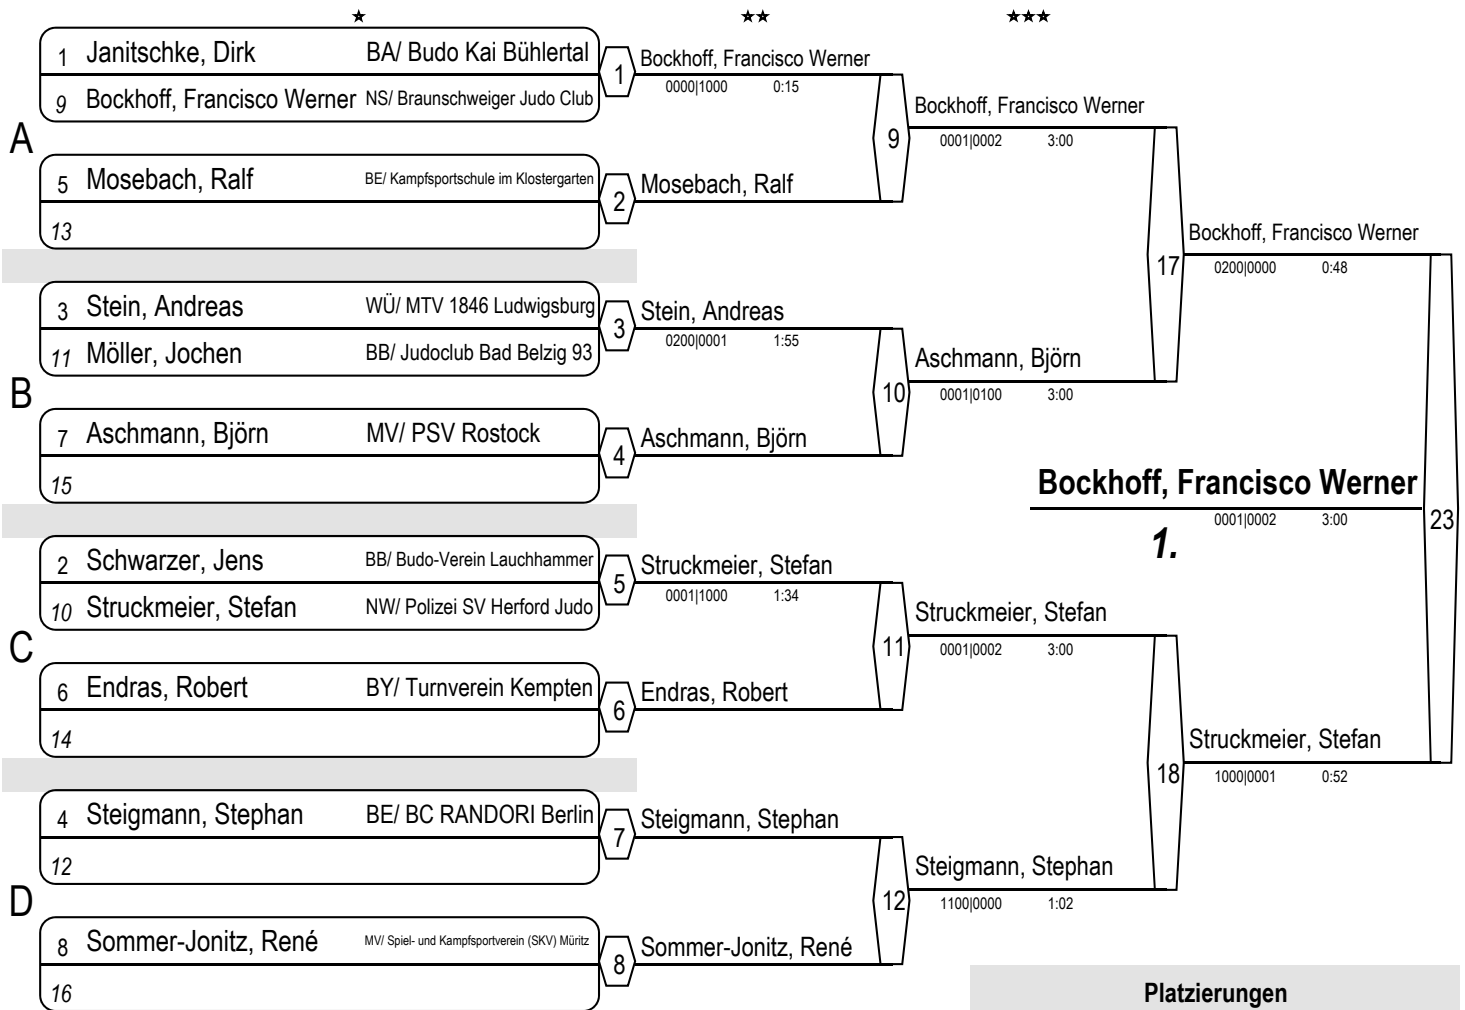 1 Janitschke, Dirk BA/ Budo Kai Bühlertal
9 Bockhoff, Francisco Werner NS/ Braunschweiger Judo Club
A
5 Mosebach, Ralf BE/ Kampfsportschule im Klostergarten
13
3 Stein, Andreas WÜ/ MTV 1846 Ludwigsburg
11 Möller, Jochen BB/ Judoclub Bad Belzig 93
B
7 Aschmann, Björn MV/ PSV Rostock
15
2 Schwarzer, Jens BB/ Budo-Verein Lauchhammer
10 Struckmeier, Stefan NW/ Polizei SV Herford Judo
C
6 Endras, Robert BY/ Turnverein Kempten
14
4 Steigmann, Stephan BE/ BC RANDORI Berlin
12
D
8 Sommer-Jonitz, René MV/ Spiel- und Kampfsportverein (SKV) Müritz
16
1 Bockhoff, Francisco Werner
0000|1000 0:15
2 Mosebach, Ralf
3 Stein, Andreas
0200|0001 1:55
4 Aschmann, Björn
5 Struckmeier, Stefan
0001|1000 1:34
6 Endras, Robert
7 Steigmann, Stephan
8 Sommer-Jonitz, René
9 Bockhoff, Francisco Werner
0001|0002 3:00
10 Aschmann, Björn
0001|0100 3:00
11 Struckmeier, Stefan
0001|0002 3:00
12 Steigmann, Stephan
1100|0000 1:02
17 Bockhoff, Francisco Werner
0200|0000 0:48
18 Struckmeier, Stefan
1000|0001 0:52
Bockhoff, Francisco Werner
0001|0002 3:00 23
1.
Platzierungen